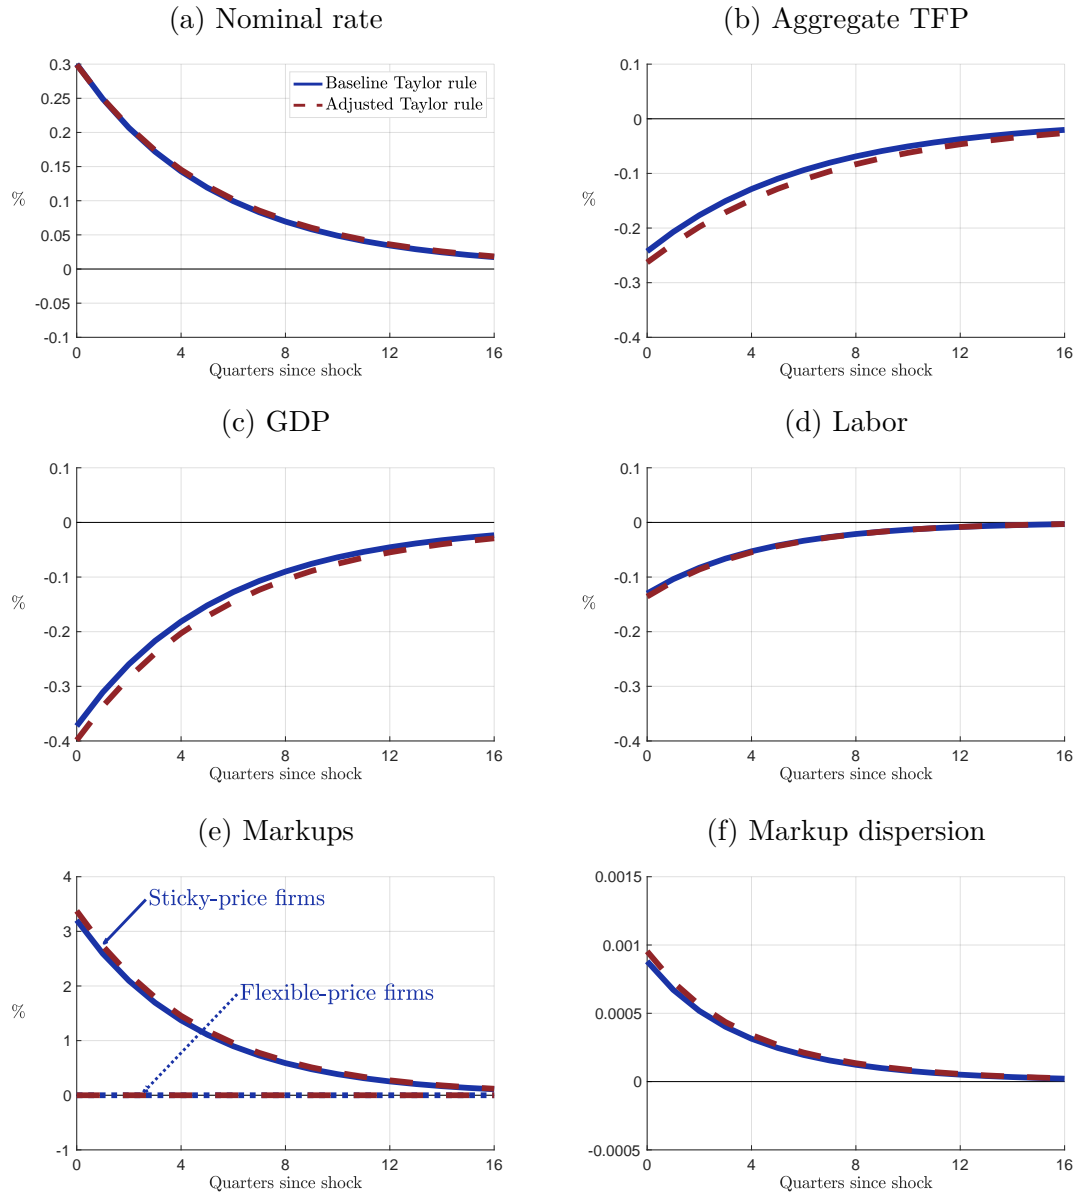 (a) Nominal rate
0.3
0.25
0.2
0.15
0.1
0.05
0
-0.05
-0.1
%
Baseline Taylor rule
Adjusted Taylor rule
0 4 8 12 16
Quarters since shock
(b) Aggregate TFP
0.1
0
-0.1
-0.2
-0.3
-0.4
%
0 4 8 12 16
Quarters since shock
(c) GDP
0.1
0
-0.1
-0.2
-0.3
-0.4
%
0 4 8 12 16
Quarters since shock
(d) Labor
0.1
0
-0.1
-0.2
-0.3
-0.4
%
0 4 8 12 16
Quarters since shock
(e) Markups
4
3
2
1
0
-1
%
Sticky-price firms
Flexible-price firms
0 4 8 12 16
Quarters since shock
(f) Markup dispersion
0.0015
0.001
0.0005
0
-0.0005
0 4 8 12 16
Quarters since shock